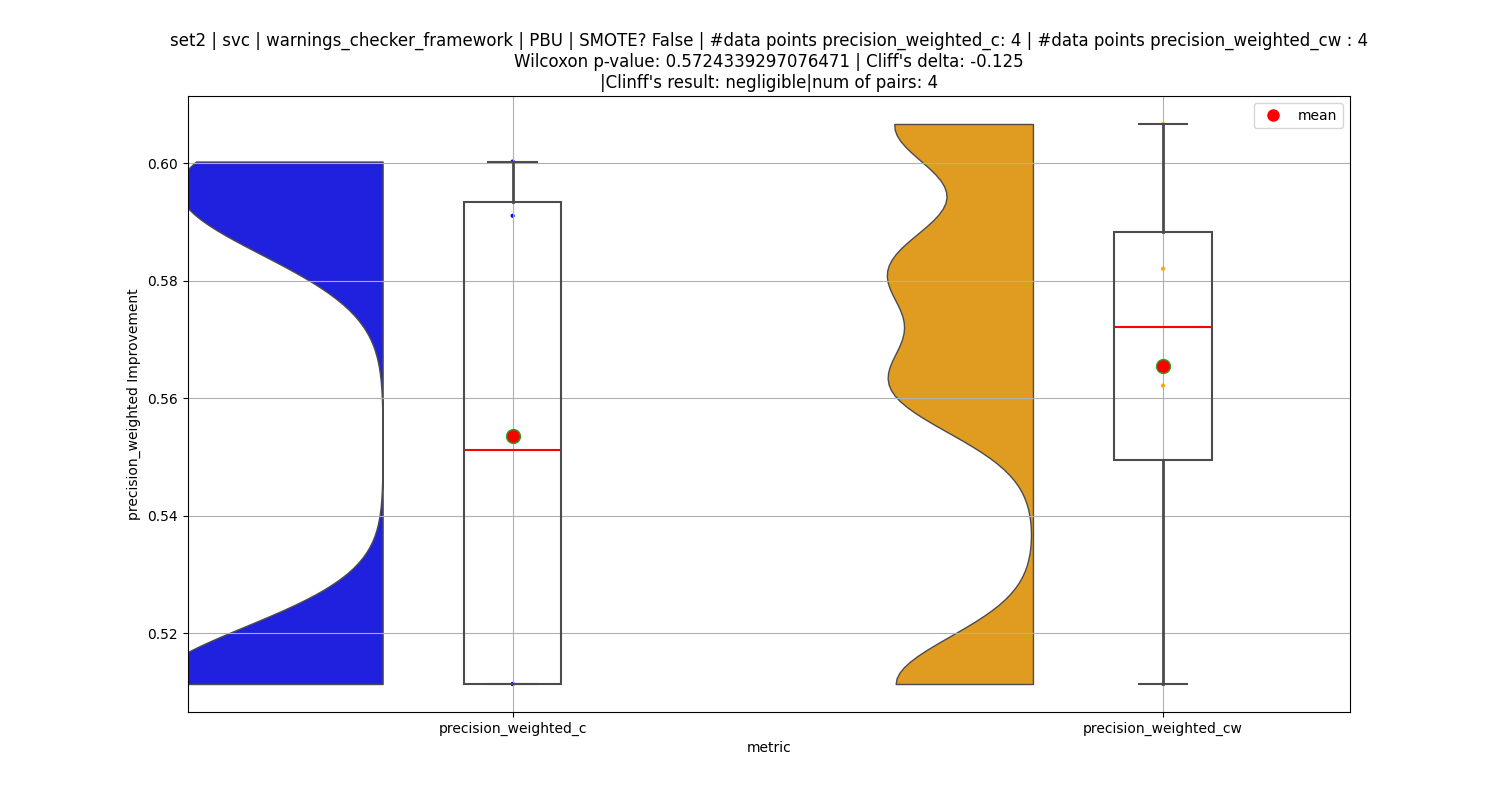 set2 | svc | warnings_checker_framework | PBU | SMOTE? False | #data points precision_weighted_c: 4 | #data points precision_weighted_cw : 4
Wilcoxon p-value: 0.5724339297076471 | Cliff's delta: -0.125
|Clinff's result: negligible|num of pairs: 4
mean
0.60
0.58
0.56
0.54
0.52
precision_weighted Improvement
precision_weighted_c
precision_weighted_cw
metric